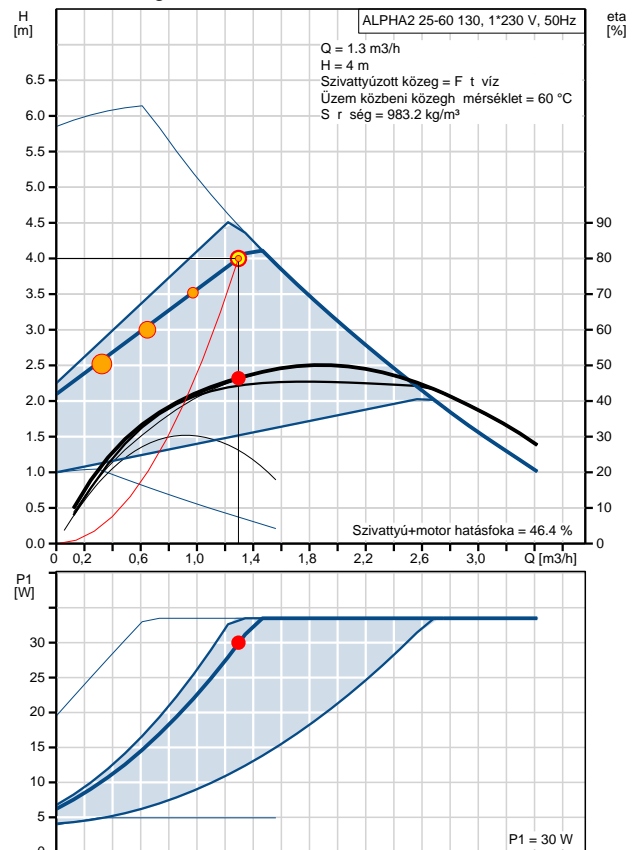 H
[m]
ALPHA2 25-60 130, 1*230 V, 50Hz
eta
[%]
Q = 1.3 m3/h
H = 4 m
Szivattyúzott közeg = F t víz
Üzem közbeni közegh mérséklet = 60 °C
S r ség = 983.2 kg/m³
6.5
6.0
5.5
5.0
4.5
4.0
3.5
3.0
2.5
2.0
1.5
1.0
0.5
0.0
90
80
70
60
50
40
30
20
10
0
Szivattyú+motor hatásfoka = 46.4 %
0 0,2 0,6 1,0 1,4 1,8 2,2 2,6 3,0 Q [m3/h]
P1
[W]
30
25
20
15
10
5
0
P1 = 30 W